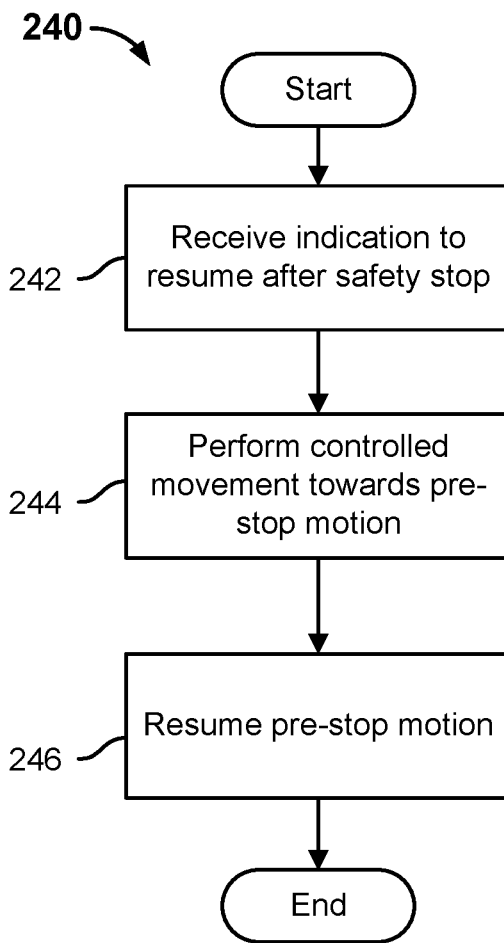 240
Start
Receive indication to
resume after safety stop
242
Perform controlled
movement towards pre-
stop motion
244
Resume pre-stop motion
246
End